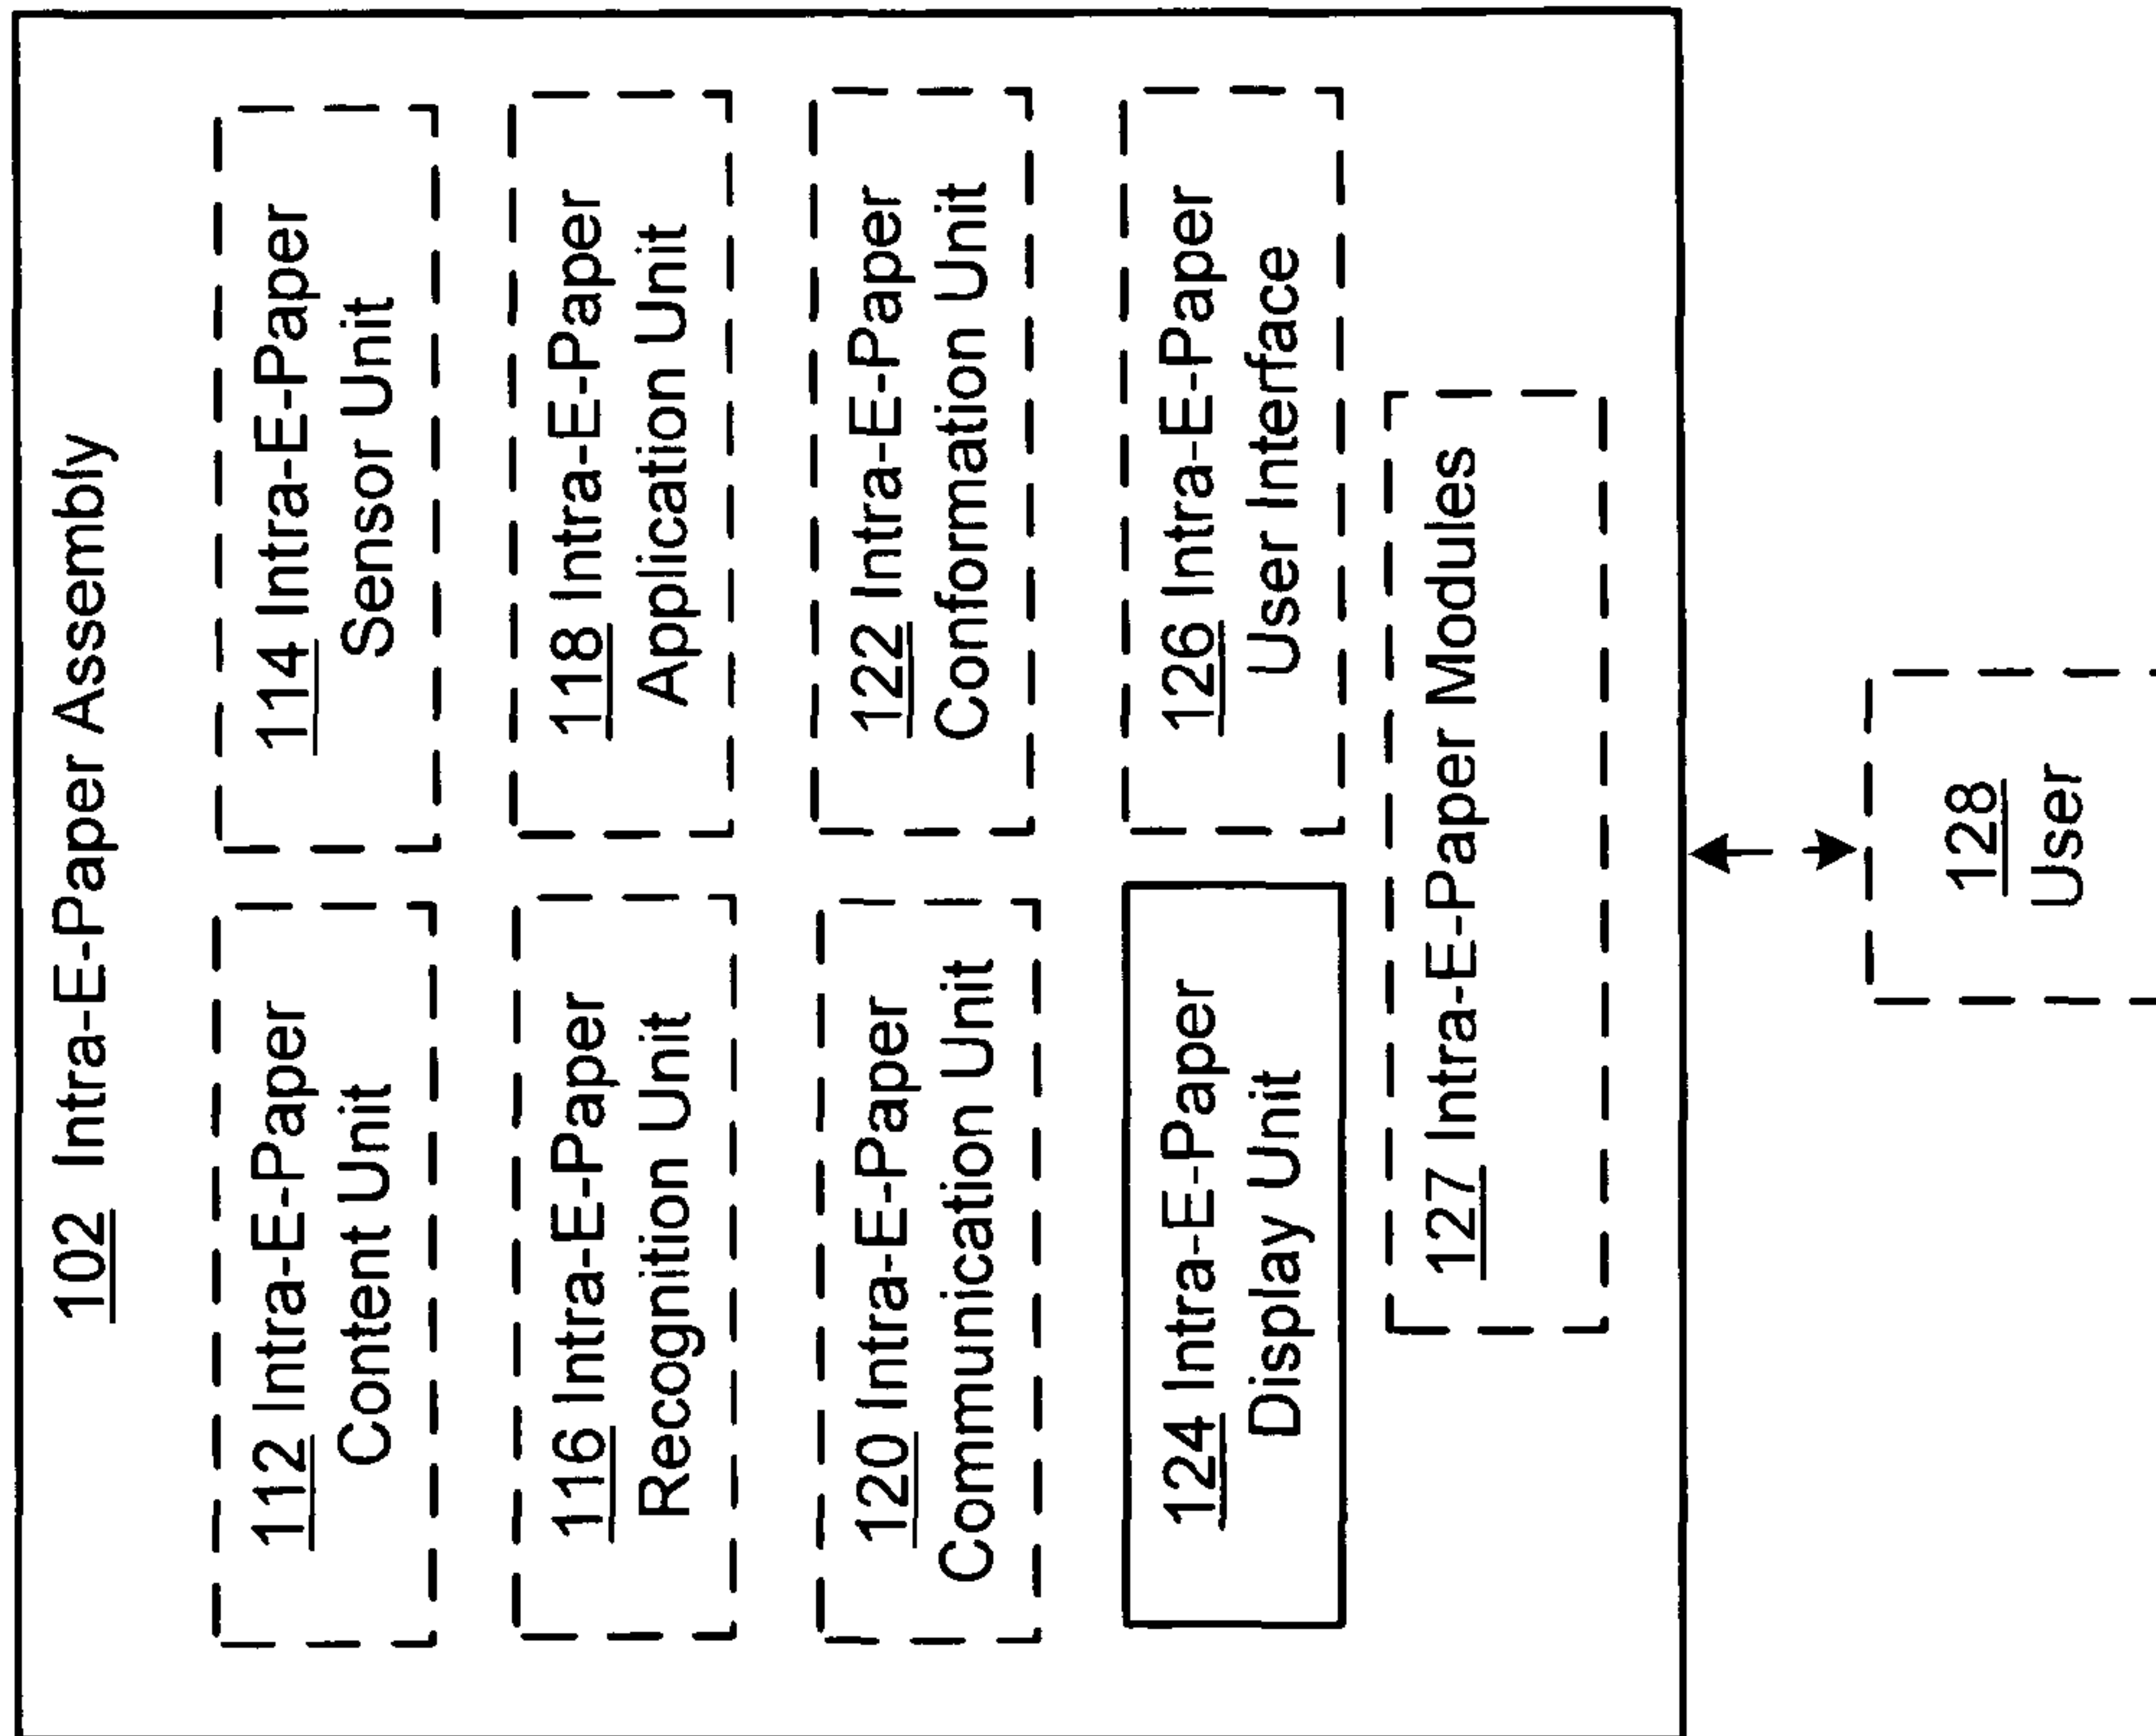 102 Intra-E-Paper Assembly
112 Intra-E-Paper
Content Unit
114 Intra-E-Paper
Sensor Unit
116 Intra-E-Paper
Recognition Unit
118 Intra-E-Paper
Application Unit
120 Intra-E-Paper
Communication Unit
122 Intra-E-Paper
Conformation Unit
124 Intra-E-Paper
Display Unit
126 Intra-E-Paper
User Interface
127 Intra-E-Paper Modules
128
User